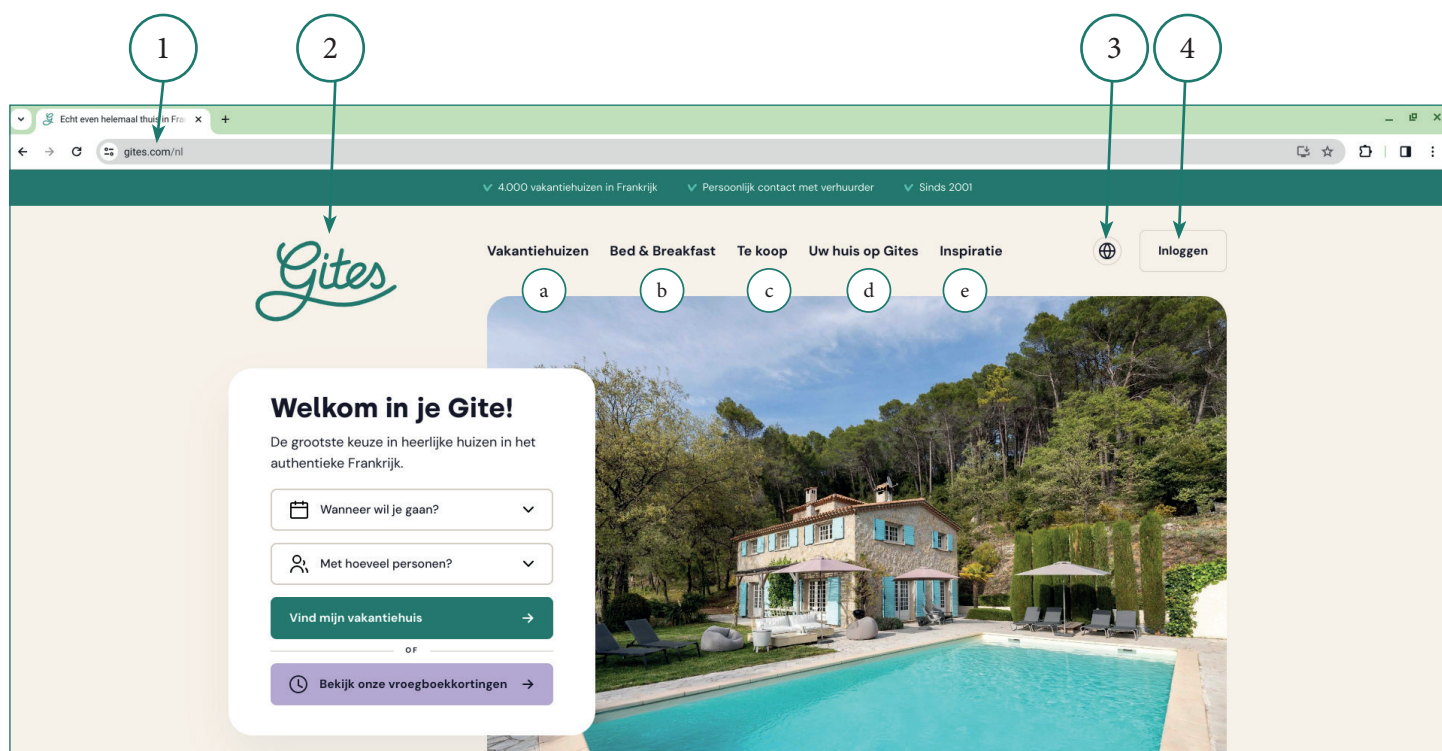 1
2
3
4
Echt even helemaal thuis in Fra
gites.com/nl
4.000 vakantiehuizen in Frankrijk
Persoonlijk contact met verhuurder
Sinds 2001
Gites
Vakantiehuizen
Bed & Breakfast
Te koop
Uw huis op Gites
Inspiratie
Inloggen
a
b
c
d
e
Welkom in je Gite!
De grootste keuze in heerlijke huizen in het
authentieke Frankrijk.
Wanneer wil je gaan?
Met hoeveel personen?
Vind mijn vakantiehuis
OF
Bekijk onze vroegboekkortingen